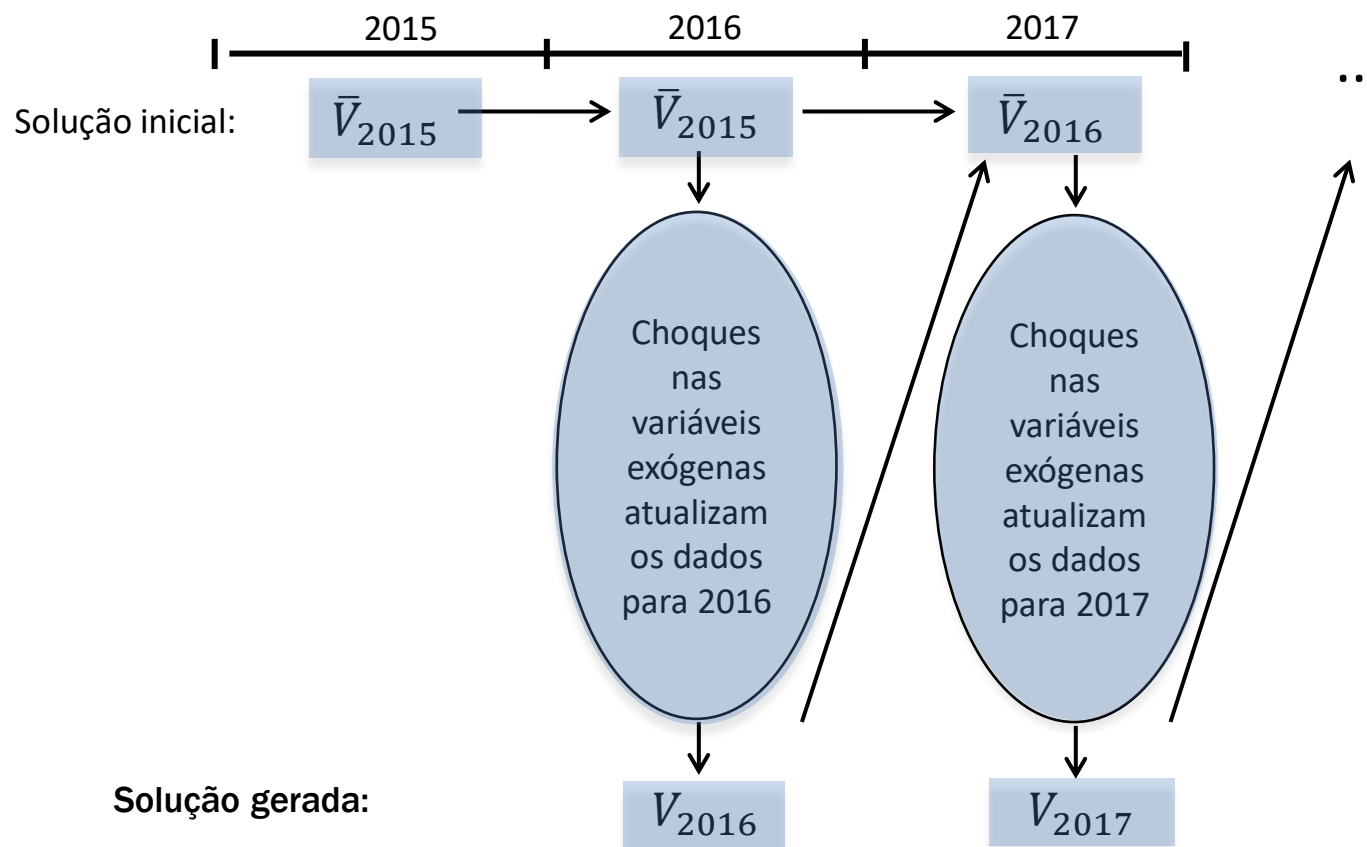 2015
2016
2017
..
Solução inicial:
V̄2015
V̄2015
V̄2016
Choques
nas
variáveis
exógenas
atualizam
os dados
para 2016
Choques
nas
variáveis
exógenas
atualizam
os dados
para 2017
Solução gerada:
V2016
V2017